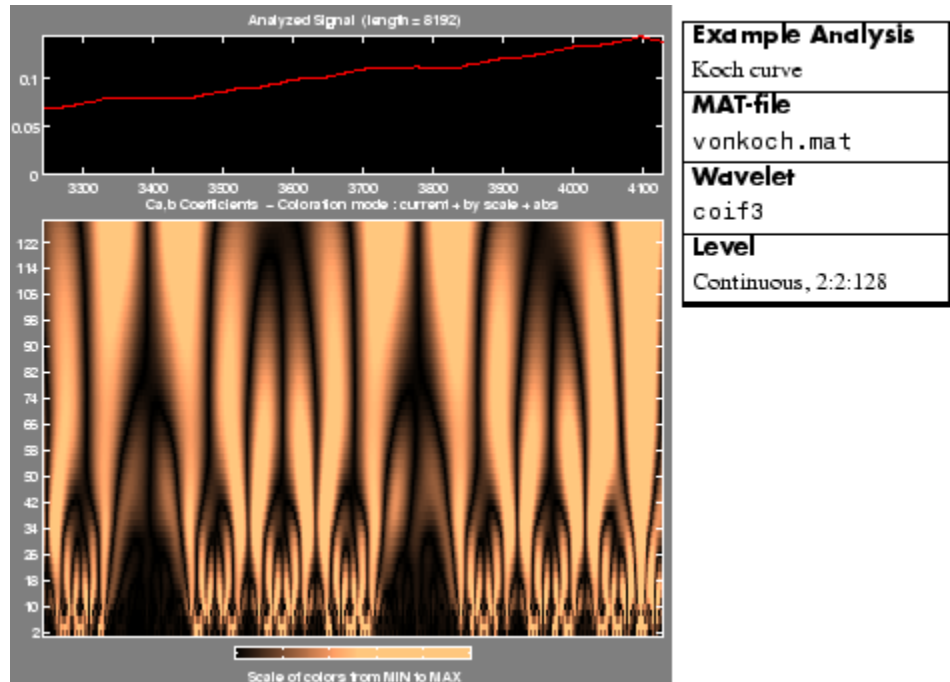 Analyzed Signal (length = 8192)
0.1
0.05
0
3300 3400 3500 3600 3700 3800 3900 4000 4100
Ca,b Coefficients - Coloration mode : current + by scale + abs
122
114
106
98
90
82
74
66
58
50
42
34
26
18
10
2
Scale of colors from MIN to MAX
Example Analysis
Koch curve
MAT-file
vonkoch.mat
Wavelet
coif3
Level
Continuous, 2:2:128